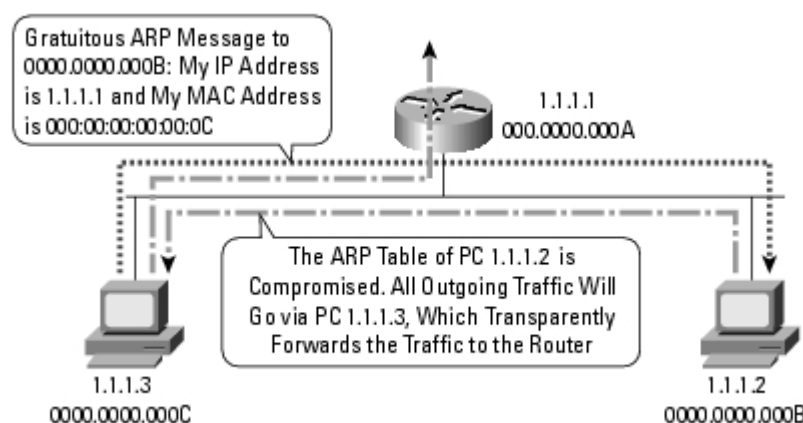 Gratuitous ARP Message to
0000.0000.000B: My IP Address
is 1.1.1.1 and My MAC Address
is 000:00:00:00:00:0C
1.1.1.1
000.0000.000A
The ARP Table of PC 1.1.1.2 is
Compromised. All Outgoing Traffic Will
Go via PC 1.1.1.3, Which Transparently
Forwards the Traffic to the Router
1.1.1.3
0000.0000.000C
1.1.1.2
0000.0000.000B